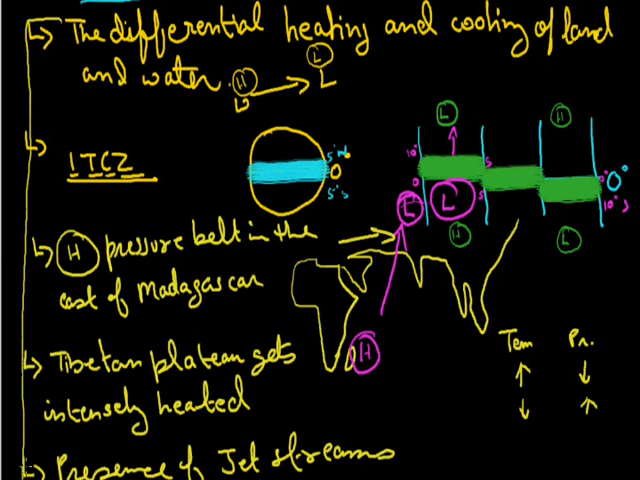 The differential heating and cooling of land
and water. H → L
W L
ITCZ
5°N
0°
5°S
L
H
10°
5
0
5
0°
0°
10°S
L
L
H
L
H pressure belt in the
east of Madagascar
H
Tibetan plateau gets
intensely heated
Tem Pr.
↑ ↓
↓ ↑
Presence of Jet streams